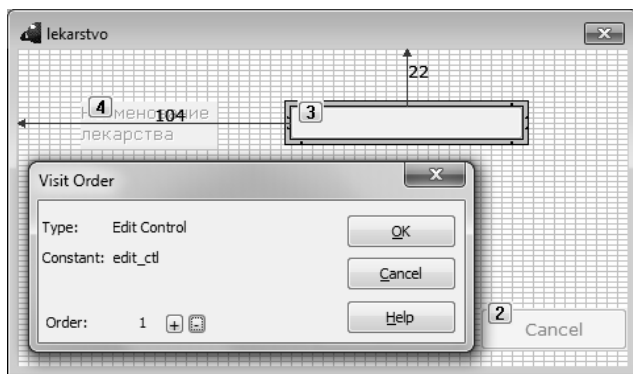 lekarstvo
22
4
Наменование
104
3
лекарства
Visit Order
Type: Edit Control
OK
Constant: edit_ctl
Cancel
Order: 1 + -
Help
2
Cancel